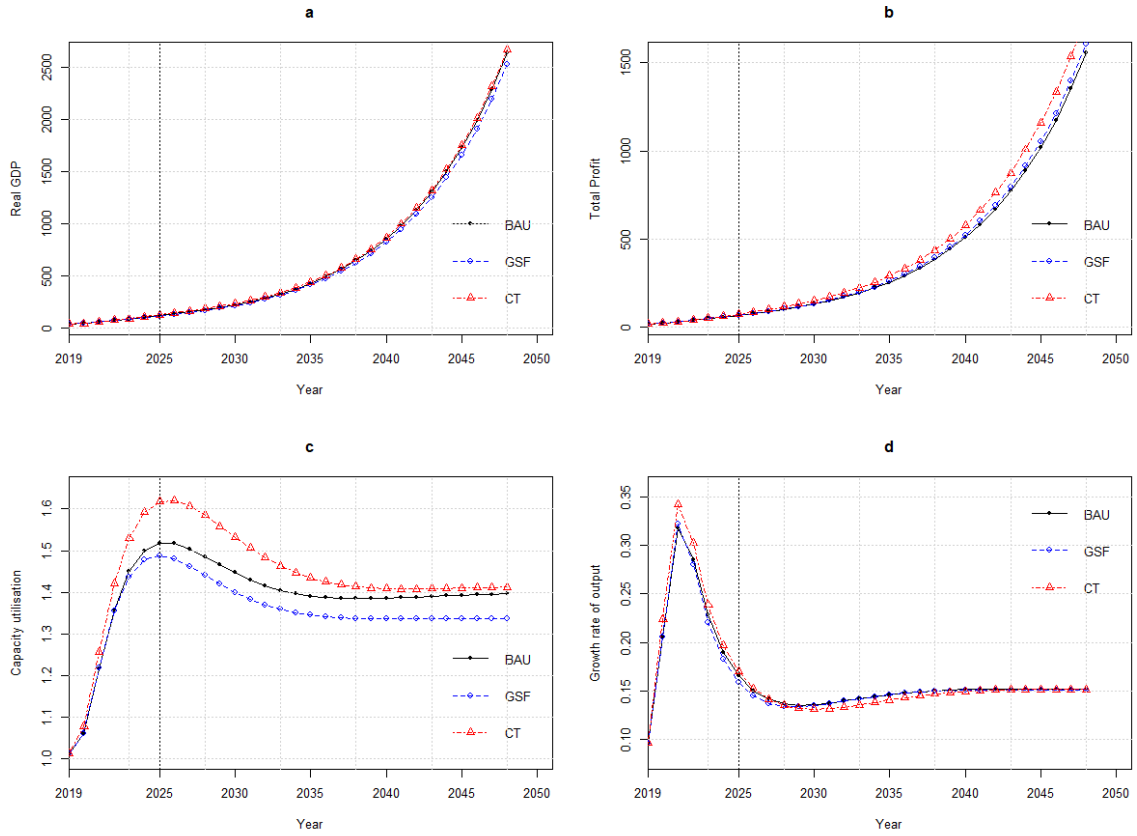 a
Real GDP
2500
2000
1500
1000
500
0
BAU
GSF
CT
2019 2025 2030 2035 2040 2045 2050
Year
b
Total Profit
1500
1000
500
0
BAU
GSF
CT
2019 2025 2030 2035 2040 2045 2050
Year
c
Capacity utilisation
1.6
1.5
1.4
1.3
1.2
1.1
1.0
BAU
GSF
CT
2019 2025 2030 2035 2040 2045 2050
Year
d
Growth rate of output
0.35
0.30
0.25
0.20
0.15
0.10
BAU
GSF
CT
2019 2025 2030 2035 2040 2045 2050
Year